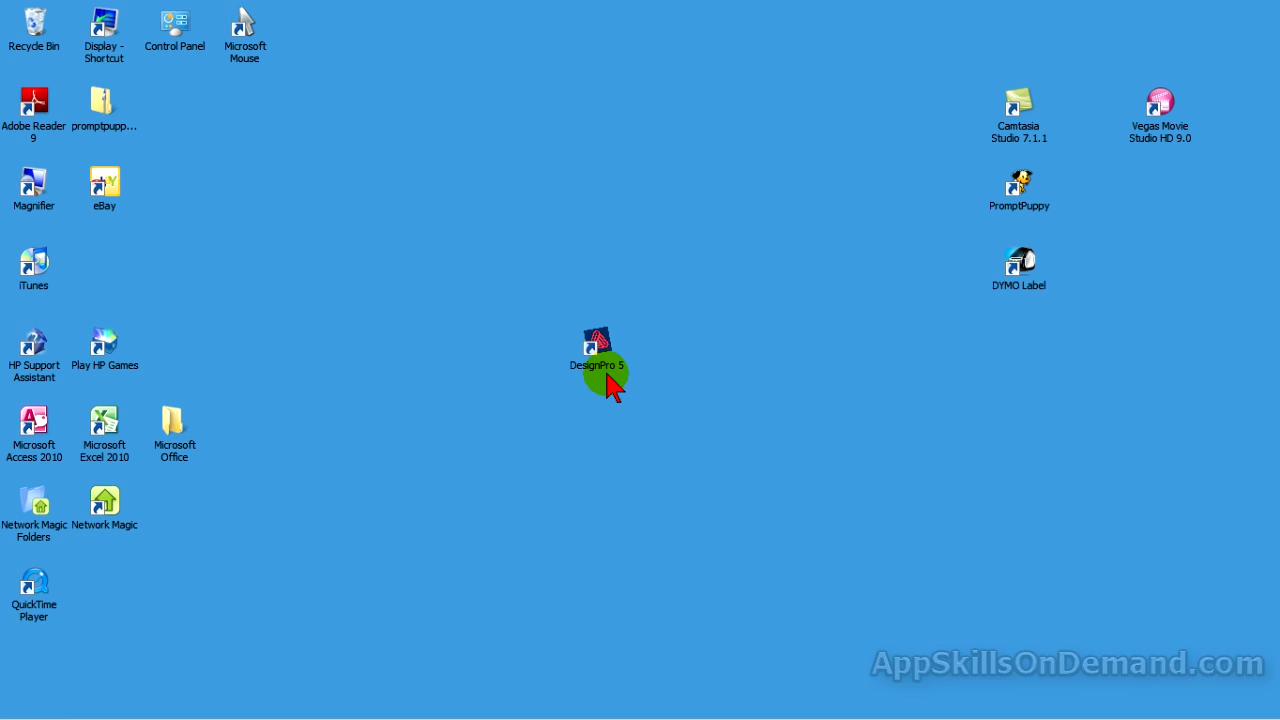 Recycle Bin
Display -
Shortcut
Control Panel
Microsoft
Mouse
Adobe Reader
9
promptpupp...
Camtasia
Studio 7.1.1
Vegas Movie
Studio HD 9.0
Magnifier
eBay
PromptPuppy
iTunes
DYMO Label
HP Support
Assistant
Play HP Games
DesignPro 5
Microsoft
Access 2010
Microsoft
Excel 2010
Microsoft
Office
Network Magic
Folders
Network Magic
QuickTime
Player
AppSkillsOnDemand.com